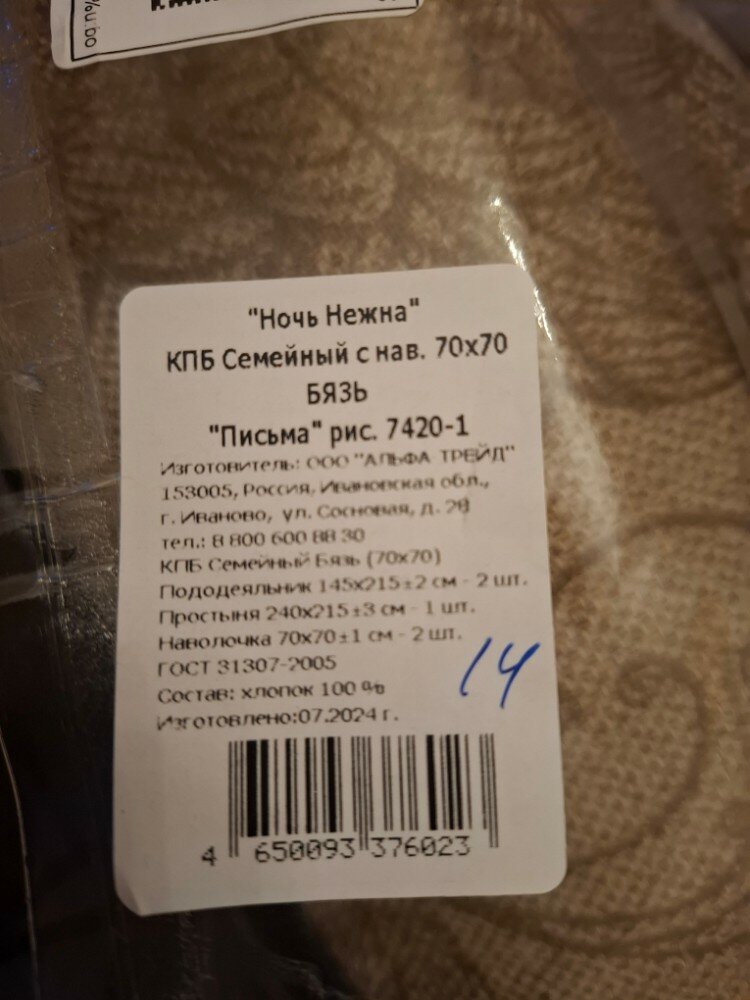 "Ночь Нежна"
КПБ Семейный с нав. 70х70
БЯЗЬ
"Письма" рис. 7420-1
Изготовитель: ООО "АЛЬФА ТРЕЙД"
153005, Россия, Ивановская обл.,
г. Иваново, ул. Сосновая, д. 28
тел.: 8 800 600 88 30
КПБ Семейный Бязь (70х70)
Пододеяльник 145х215±2 см - 2 шт.
Простыня 240х215±3 см - 1 шт.
Наволочка 70х70±1 см - 2 шт.
ГОСТ 31307-2005
Состав: хлопок 100 %
Изготовлено:07.2024 г.
14
4 650093 376023